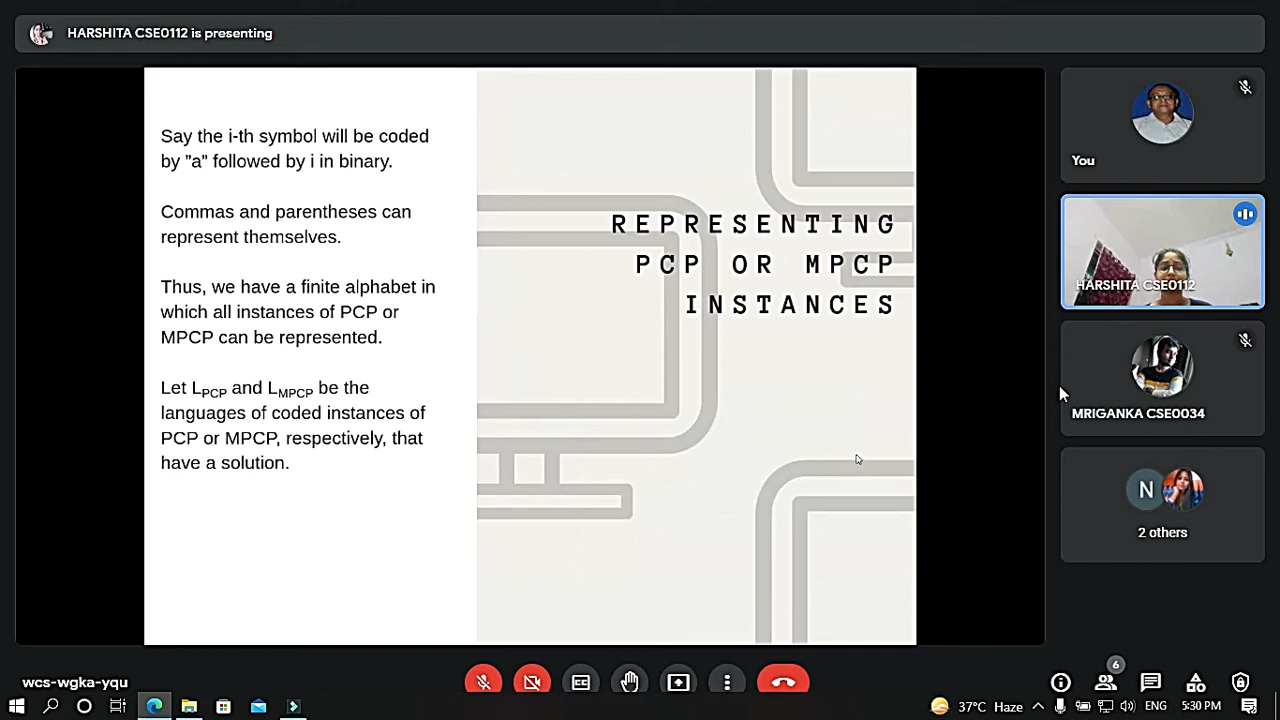 HARSHITA CSE0112 is presenting
Say the i-th symbol will be coded
by "a" followed by i in binary.
Commas and parentheses can
represent themselves.
Thus, we have a finite alphabet in
which all instances of PCP or
MPCP can be represented.
Let LPCP and LMPCP be the
languages of coded instances of
PCP or MPCP, respectively, that
have a solution.
REPRESENTING
PCP OR MPCP
INSTANCES
You
HARSHITA CSE0112
MRIGANKA CSE0034
N
2 others
wcs-wgka-yqu
6
37°C Haze
ENG
5:30 PM